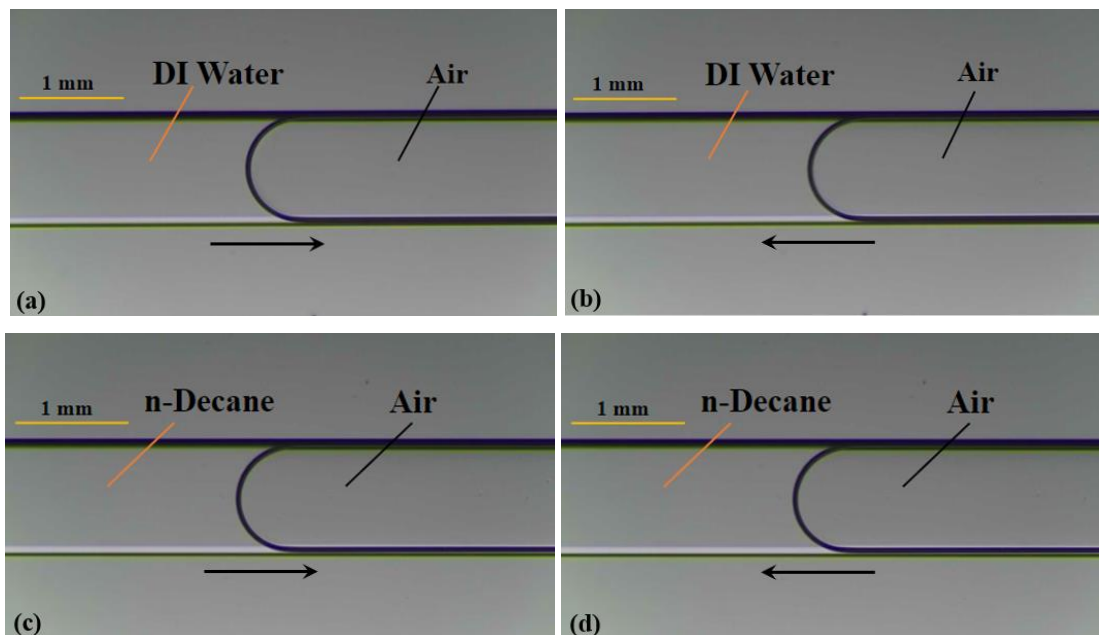 DI Water
Air
1 mm
(a)
DI Water
Air
1 mm
(b)
n-Decane
Air
1 mm
(c)
n-Decane
Air
1 mm
(d)